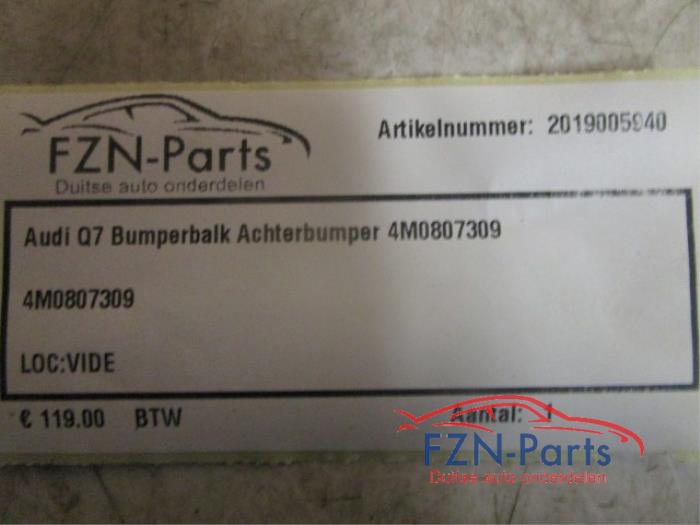 Artikelnummer: 2019005940
FZN-Parts
Duitse auto onderdelen
Audi Q7 Bumperbalk Achterbumper 4M0807309
4M0807309
LOC:VIDE
€ 119.00 BTW Aantal: 1
FZN-Parts
Duitse auto onderdelen